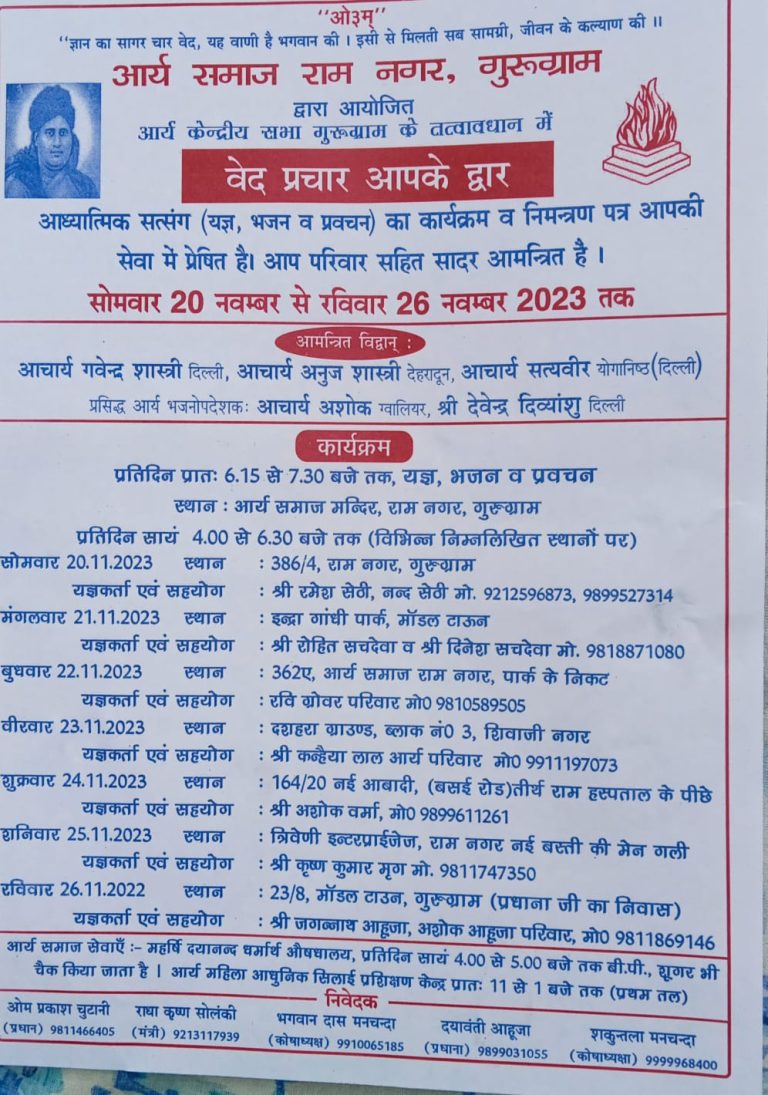 "ओ३म्"
"ज्ञान का सागर चार वेद, यह वाणी है भगवान की । इसी से मिलती सब सामग्री, जीवन के कल्याण की ।।
आर्य समाज राम नगर, गुरूग्राम
द्वारा आयोजित
आर्य केन्द्रीय सभा गुरूग्राम के तत्वावधान में
वेद प्रचार आपके द्वार
आध्यात्मिक सत्संग (यज्ञ, भजन व प्रवचन) का कार्यक्रम व निमन्त्रण पत्र आपकी
सेवा में प्रेषित है। आप परिवार सहित सादर आमन्त्रित है ।
सोमवार 20 नवम्बर से रविवार 26 नवम्बर 2023 तक
आमन्त्रित विद्वान् :
आचार्य गवेन्द्र शास्त्री दिल्ली, आचार्य अनुज शास्त्री देहरादून, आचार्य सत्यवीर योगानिष्ठ(दिल्ली)
प्रसिद्ध आर्य भजनोपदेशकः आचार्य अशोक ग्वालियर, श्री देवेन्द्र दिव्यांशु दिल्ली
कार्यक्रम
प्रतिदिन प्रातः 6.15 से 7.30 बजे तक, यज्ञ, भजन व प्रवचन
स्थान : आर्य समाज मन्दिर, राम नगर, गुरूग्राम
प्रतिदिन सायं 4.00 से 6.30 बजे तक (विभिन्न निम्नलिखित स्थानों पर)
सोमवार 20.11.2023 स्थान : 386/4, राम नगर, गुरूग्राम
यज्ञकर्ता एवं सहयोग : श्री रमेश सेठी, नन्द सेठी मो. 9212596873, 9899527314
मंगलवार 21.11.2023 स्थान : इन्द्रा गांधी पार्क, मॉडल टाऊन
यज्ञकर्ता एवं सहयोग : श्री रोहित सचदेवा व श्री दिनेश सचदेवा मो. 9818871080
बुधवार 22.11.2023 स्थान : 362ए, आर्य समाज राम नगर, पार्क के निकट
यज्ञकर्ता एवं सहयोग : रवि ग्रोवर परिवार मो0 9810589505
वीरवार 23.11.2023 स्थान : दशहरा ग्राउण्ड, ब्लाक नं0 3, शिवाजी नगर
यज्ञकर्ता एवं सहयोग : श्री कन्हैया लाल आर्य परिवार मो0 9911197073
शुक्रवार 24.11.2023 स्थान : 164/20 नई आबादी, (बसई रोड)तीर्थ राम हस्पताल के पीछे
यज्ञकर्ता एवं सहयोग : श्री अशोक वर्मा, मो0 9899611261
शनिवार 25.11.2023 स्थान : त्रिवेणी इन्टरप्राईजेज, राम नगर नई बस्ती की मेन गली
यज्ञकर्ता एवं सहयोग : श्री कृष्ण कुमार मृग मो. 9811747350
रविवार 26.11.2022 स्थान : 23/8, मॉडल टाउन, गुरूग्राम (प्रधाना जी का निवास)
यज्ञकर्ता एवं सहयोग : श्री जगन्नाथ आहूजा, अशोक आहूजा परिवार, मो0 9811869146
आर्य समाज सेवाएँ :- महर्षि दयानन्द धर्मार्थ औषधालय, प्रतिदिन सायं 4.00 से 5.00 बजे तक बी.पी., शूगर भी
चैक किया जाता है । आर्य महिला आधुनिक सिलाई प्रशिक्षण केन्द्र प्रातः 11 से 1 बजे तक (प्रथम तल)
निवेदक
ओम प्रकाश चुटानी राधा कृष्ण सोलंकी भगवान दास मनचन्दा दयावंती आहूजा शकुन्तला मनचन्दा
(प्रधान) 9811466405 (मंत्री) 9213117939 (कोषाध्यक्ष) 9910065185 (प्रधाना) 9899031055 (कोषाध्यक्षा) 9999968400